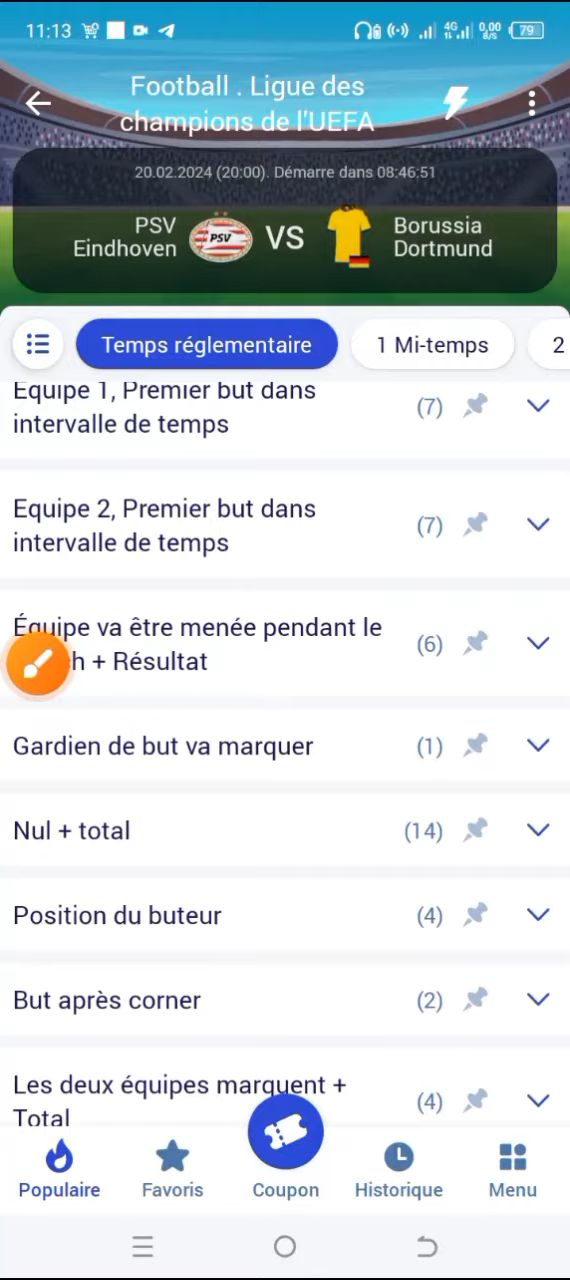 11:13
4G
0,00
B/S
79
Football . Ligue des
champions de l'UEFA
20.02.2024 (20:00). Démarre dans 08:46:51
PSV
Eindhoven
PSV
VS
Borussia
Dortmund
Temps réglementaire
1 Mi-temps
2
Equipe 1, Premier but dans
intervalle de temps
(7)
Equipe 2, Premier but dans
intervalle de temps
(7)
Équipe va être menée pendant le
h + Résultat
(6)
Gardien de but va marquer
(1)
Nul + total
(14)
Position du buteur
(4)
But après corner
(2)
Les deux équipes marquent +
Total
(4)
Populaire
Favoris
Coupon
Historique
Menu